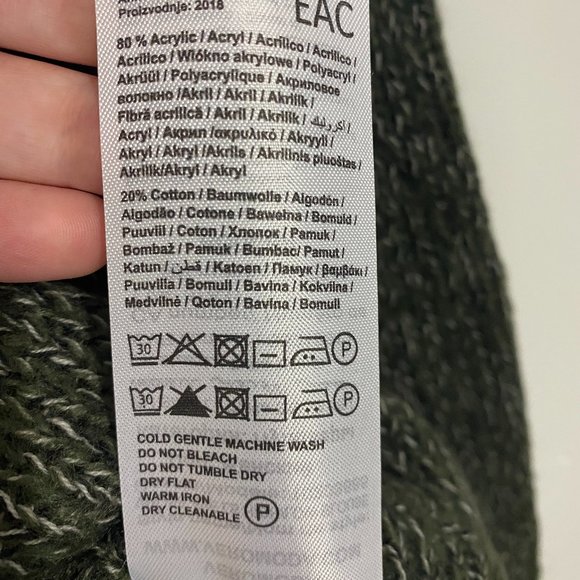 Proizvodnje: 2018
EAC
80 % Acrylic / Acryl / Acrilico / Acrílico /
Acrílico / Włókno akrylowe / Polyacryl /
Akrüül / Polyacrylique / Акриловое
волокно /Akril / Akril / Akrilik /
Fibră acrilică / Akril / Akrilik / أكريليك /
Acryl / Акрил /ακρυλικό / Akryyli /
Akryl / Akryl /Akrils / Akrilinis pluoštas /
Akrilik/Akryl / Akryl
20% Cotton / Baumwolle / Algodón /
Algodão / Cotone / Bawełna / Bomuld /
Puuvill / Coton / Хлопок / Pamuk /
Bombaž / Pamuk / Bumbac/ Pamut /
Katun / قطن / Katoen / Памук / βαμβάκι /
Puuvilla / Bomull / Bavlna / Kokvilna /
Medvilnė / Qoton / Bavlna / Bomull
30 P
30 P
COLD GENTLE MACHINE WASH
DO NOT BLEACH
DO NOT TUMBLE DRY
DRY FLAT
WARM IRON
DRY CLEANABLE P